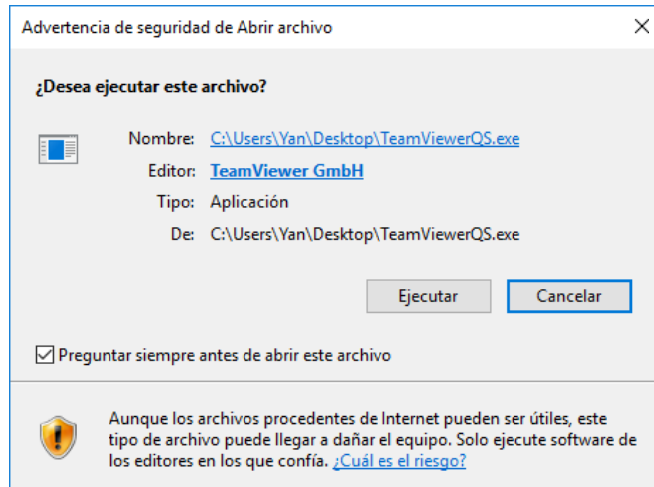 Advertencia de seguridad de Abrir archivo
¿Desea ejecutar este archivo?
Nombre: C:\Users\Yan\Desktop\TeamViewerQS.exe
Editor: TeamViewer GmbH
Tipo: Aplicación
De: C:\Users\Yan\Desktop\TeamViewerQS.exe
Ejecutar Cancelar
Preguntar siempre antes de abrir este archivo
Aunque los archivos procedentes de Internet pueden ser útiles, este
tipo de archivo puede llegar a dañar el equipo. Solo ejecute software de
los editores en los que confía. ¿Cuál es el riesgo?